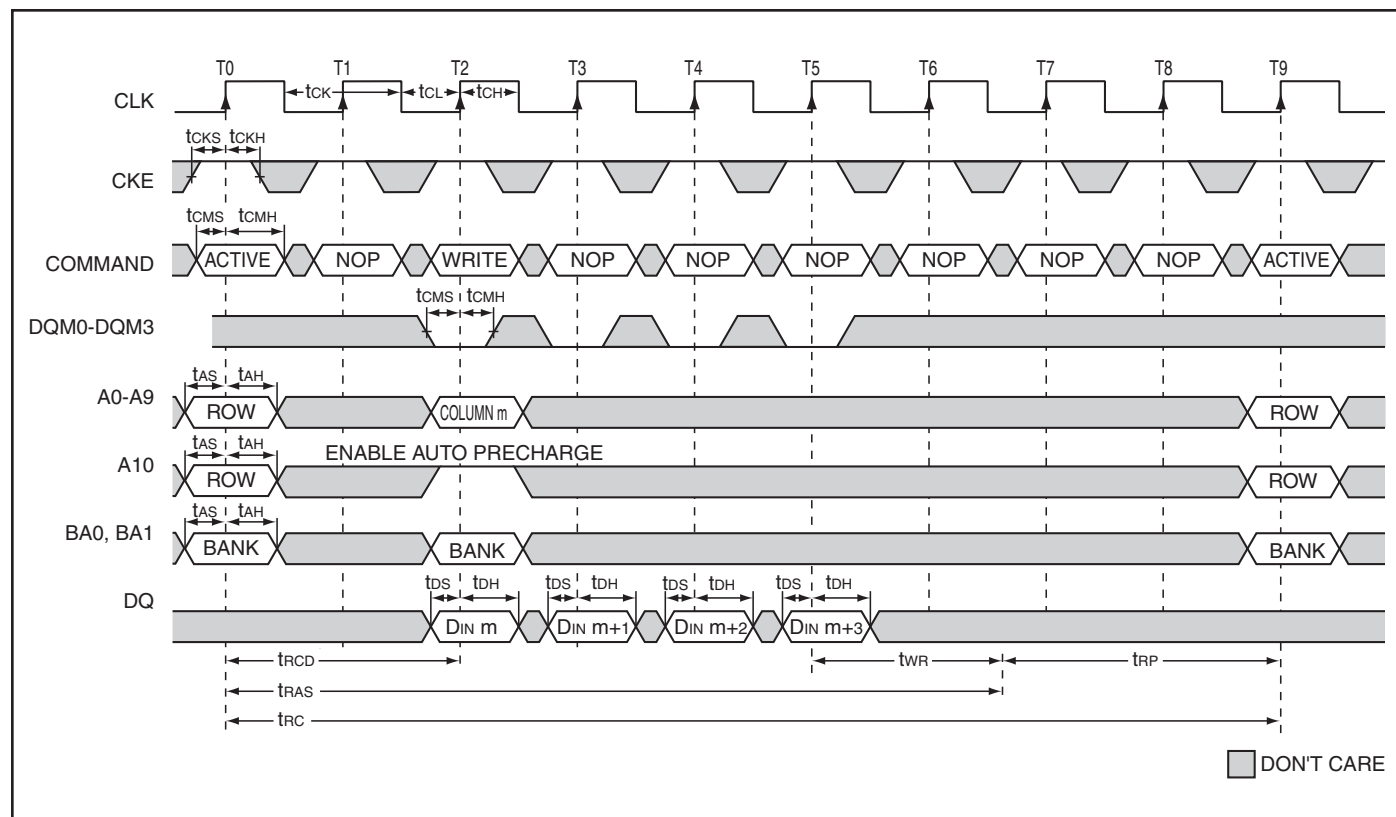 T0 T1 T2 T3 T4 T5 T6 T7 T8 T9
CLK tCK tCL tCH
tCKS tCKH
CKE
tCMS tCMH
COMMAND ACTIVE NOP WRITE NOP NOP NOP NOP NOP NOP ACTIVE
tCMS tCMH
DQM0-DQM3
tAS tAH
A0-A9 ROW COLUMN m ROW
tAS tAH ENABLE AUTO PRECHARGE
A10 ROW ROW
tAS tAH
BA0, BA1 BANK BANK BANK
tDS tDH tDS tDH tDS tDH tDS tDH
DQ DIN m DIN m+1 DIN m+2 DIN m+3
tRCD tWR tRP
tRAS
tRC
DON'T CARE